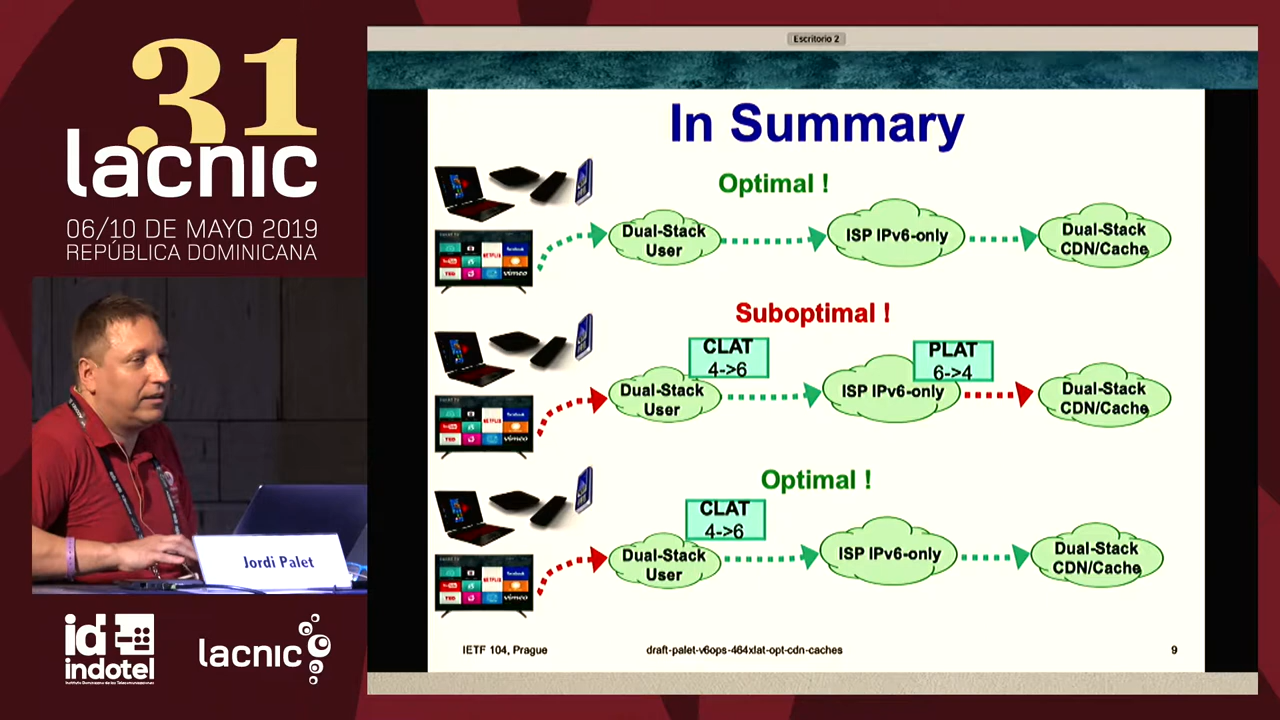 31
lacnic
06/10 DE MAYO 2019
REPÚBLICA DOMINICANA
Jordi Palet
id
indotel
lacnic
Escritorio 2
In Summary
Optimal !
Dual-Stack
User
ISP IPv6-only
Dual-Stack
CDN/Cache
Suboptimal !
CLAT
4->6
PLAT
6->4
Dual-Stack
User
ISP IPv6-only
Dual-Stack
CDN/Cache
Optimal !
CLAT
4->6
Dual-Stack
User
ISP IPv6-only
Dual-Stack
CDN/Cache
IETF 104, Prague
draft-palet-v6ops-464xlat-opt-cdn-caches
9